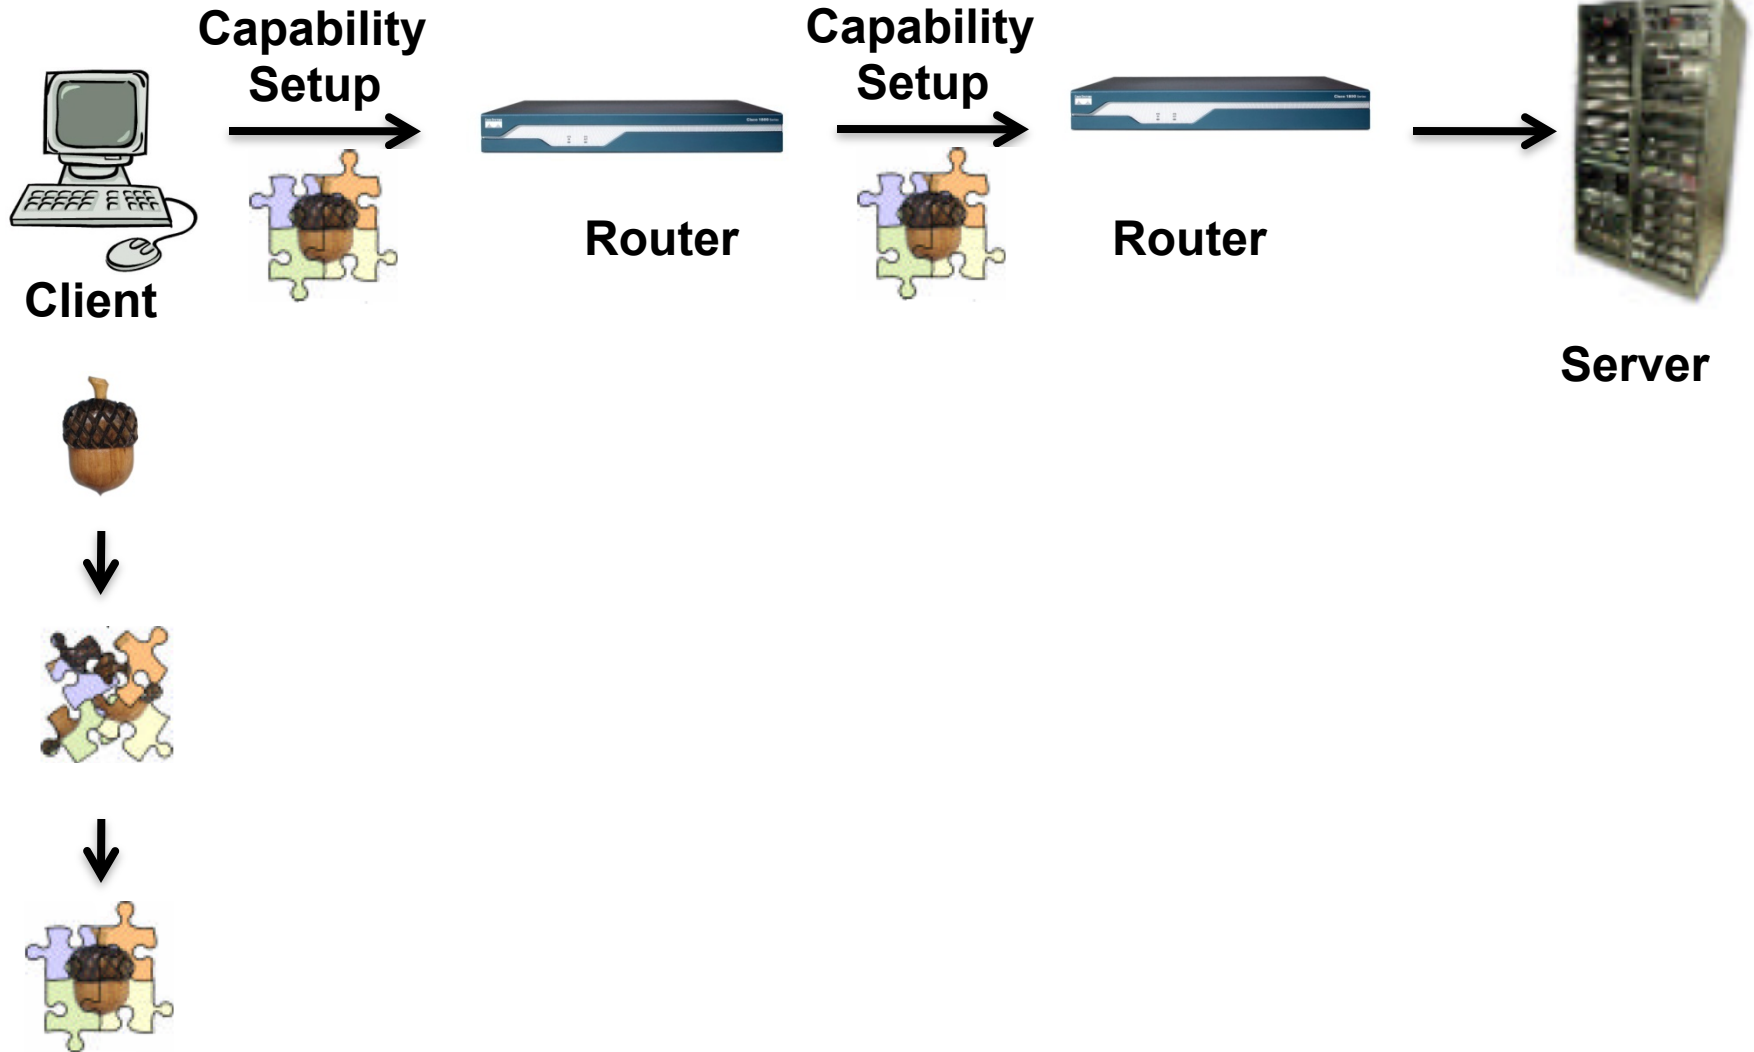 Capability
Setup
Capability
Setup
Router
Router
Client
Server